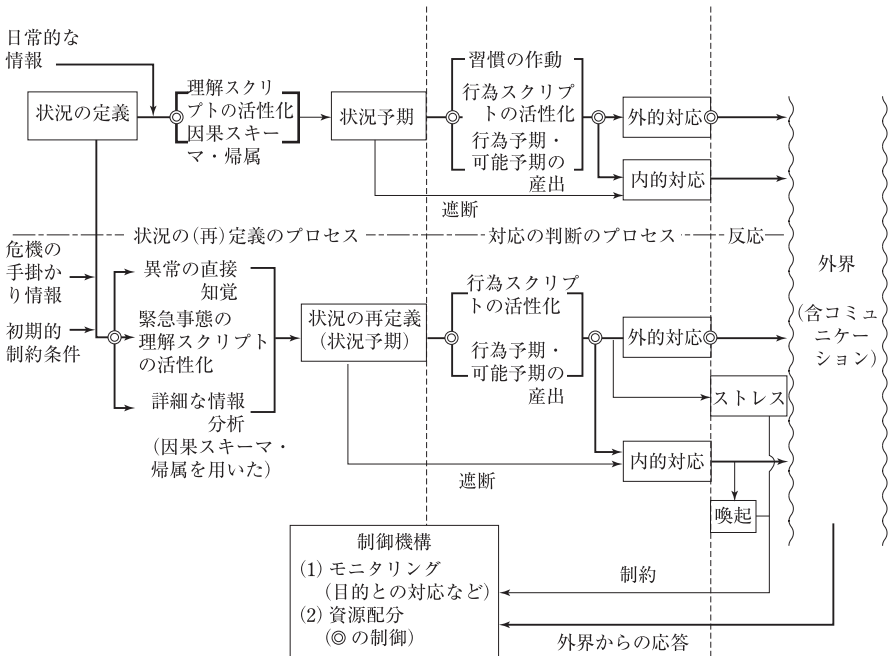 日常的な
情報
状況の定義
理解スクリ
プトの活性化
因果スキー
マ・帰属
状況予期
習慣の作動
行為スクリプ
トの活性化
行為予期・
可能予期の
産出
外的対応
内的対応
遮断
状況の(再)定義のプロセス
対応の判断のプロセス
反応
危機の
手掛か
り情報
初期的
制約条件
異常の直接
知覚
緊急事態の
理解スクリプト
の活性化
詳細な情報
分析
(因果スキーマ・
帰属を用いた)
状況の再定義
(状況予期)
行為スクリプ
トの活性化
行為予期・
可能予期の
産出
外的対応
ストレス
内的対応
遮断
喚起
外界
(含コミュ
ニケー
ション)
制御機構
(1) モニタリング
(目的との対応など)
(2) 資源配分
(◎の制御)
制約
外界からの応答